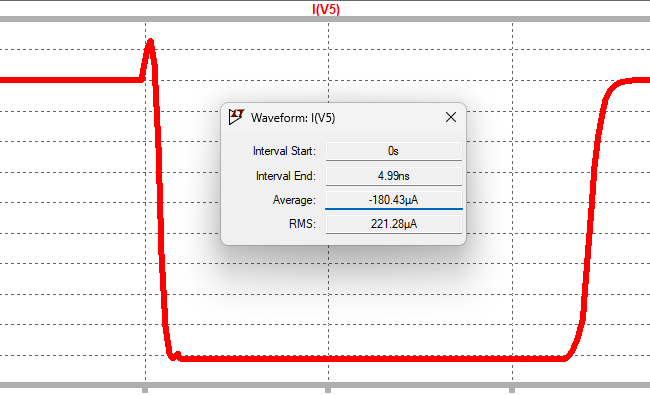 I(V5)
Waveform: I(V5)
Interval Start: 0s
Interval End: 4.99ns
Average: -180.43µA
RMS: 221.28µA